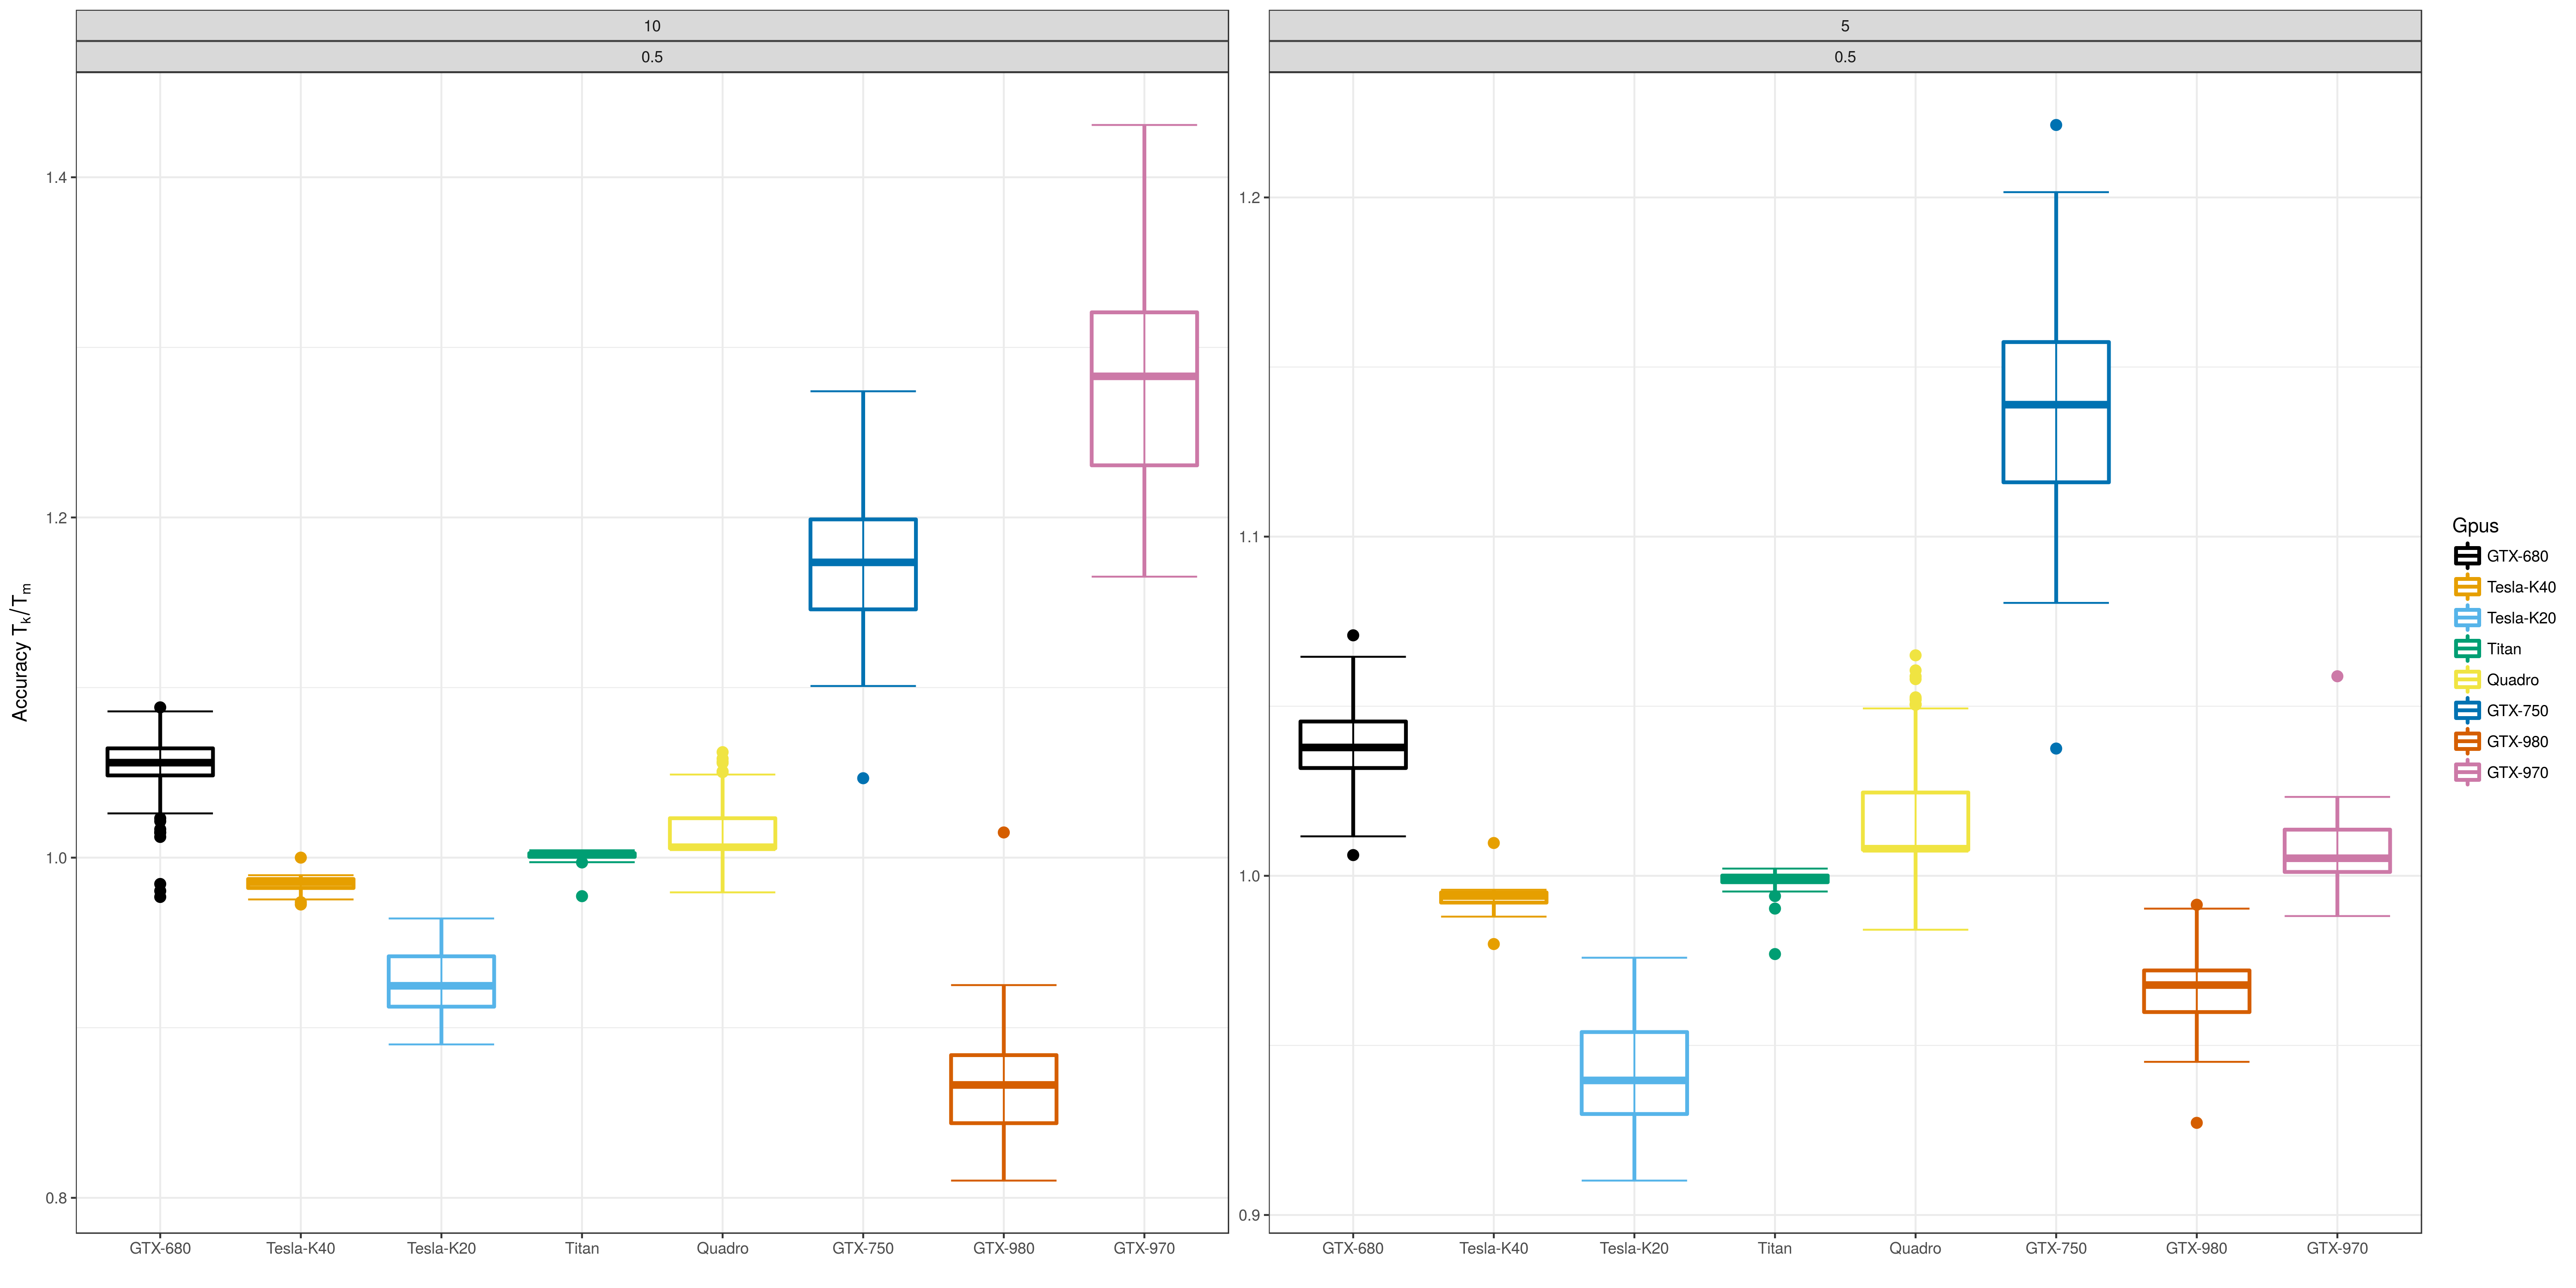 10
0.5
5
0.5
Accuracy Tk/Tm
1.4
1.2
1.0
0.8
1.2
1.1
1.0
0.9
GTX-680
Tesla-K40
Tesla-K20
Titan
Quadro
GTX-750
GTX-980
GTX-970
GTX-680
Tesla-K40
Tesla-K20
Titan
Quadro
GTX-750
GTX-980
GTX-970
Gpus
GTX-680
Tesla-K40
Tesla-K20
Titan
Quadro
GTX-750
GTX-980
GTX-970